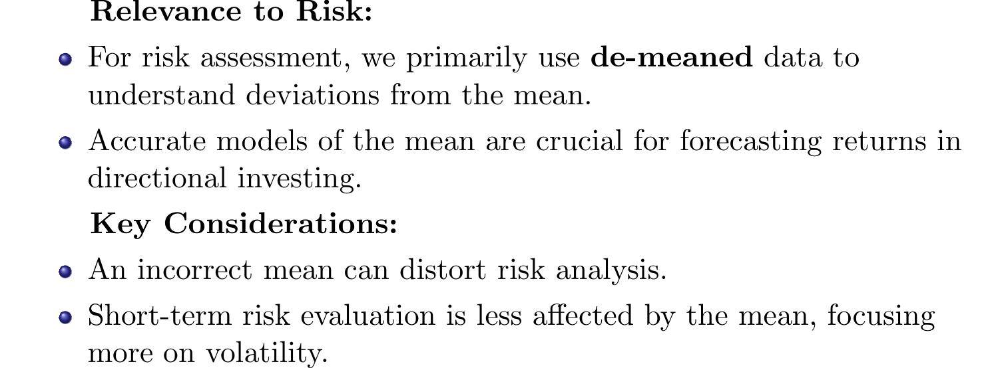 Relevance to Risk:
For risk assessment, we primarily use de-meaned data to
understand deviations from the mean.
Accurate models of the mean are crucial for forecasting returns in
directional investing.
Key Considerations:
An incorrect mean can distort risk analysis.
Short-term risk evaluation is less affected by the mean, focusing
more on volatility.